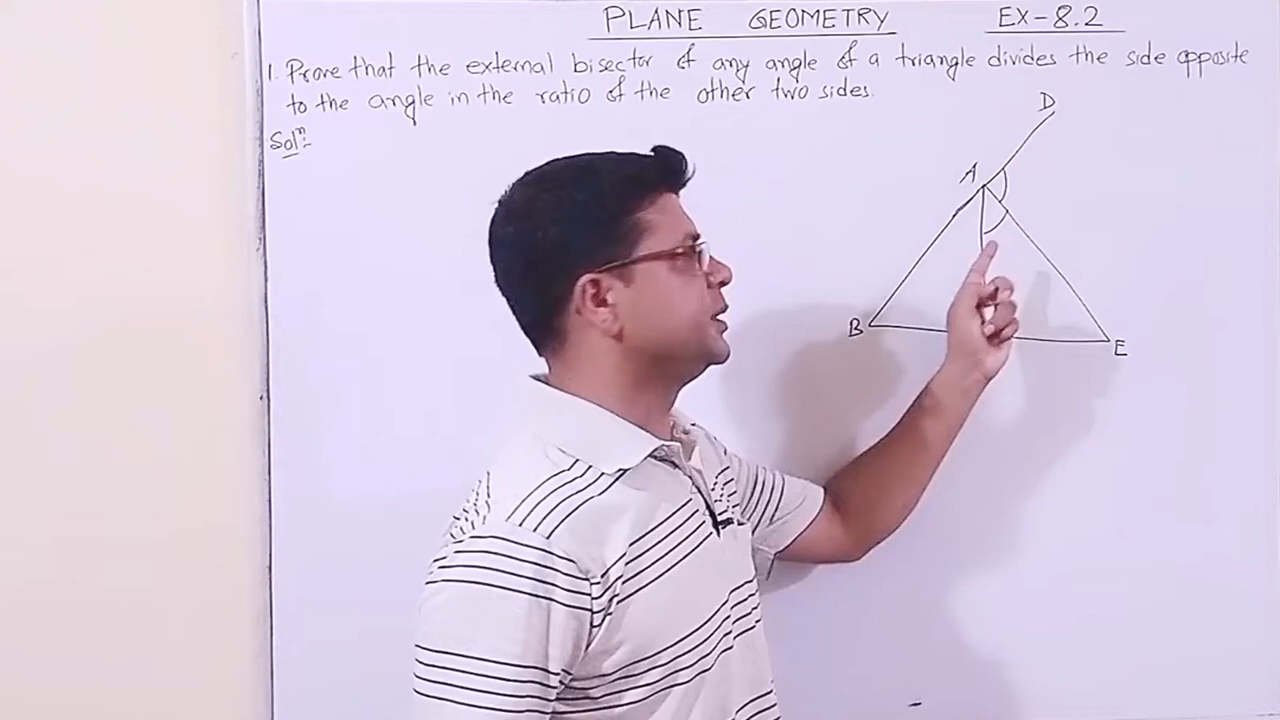 PLANE GEOMETRY EX-8.2
1. Prove that the external bisector of any angle of a triangle divides the side opposite
to the angle in the ratio of the other two sides.
Solⁿ:-
D
A
B
E